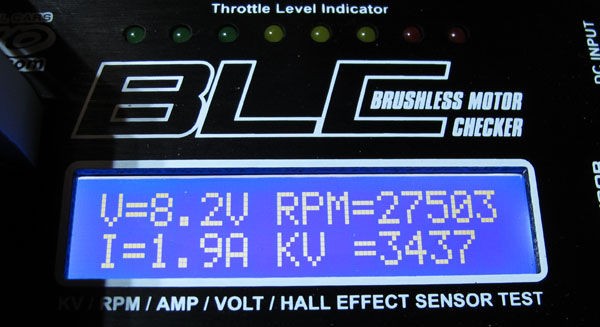 Throttle Level Indicator
DC INPUT
BLC
BRUSHLESS MOTOR
CHECKER
V=8.2V RPM=27503
I=1.9A KV =3437
KV / RPM / AMP / VOLT / HALL EFFECT SENSOR TEST